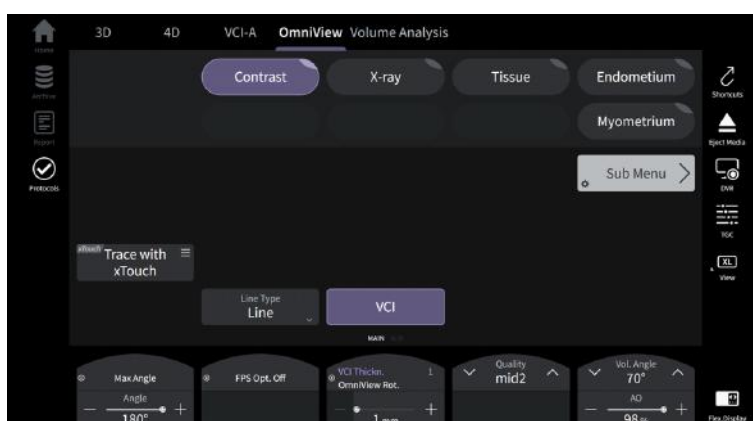 3D 4D VCI-A OmniView Volume Analysis
Home
Contrast X-ray Tissue Endometium
Archive
Shortcuts
Report
Myometrium
Eject Media
Protocols
Sub Menu
DVR
TGC
xTouch Trace with
xTouch
XL
View
Line Type
Line
VCI
MAIN
Max Angle
FPS Opt. Off
VCI Thickn. 1
OmniView Rot.
Quality
mid2
Vol. Angle
70°
Angle
180°
1 mm
AO
98 %
Flex Display